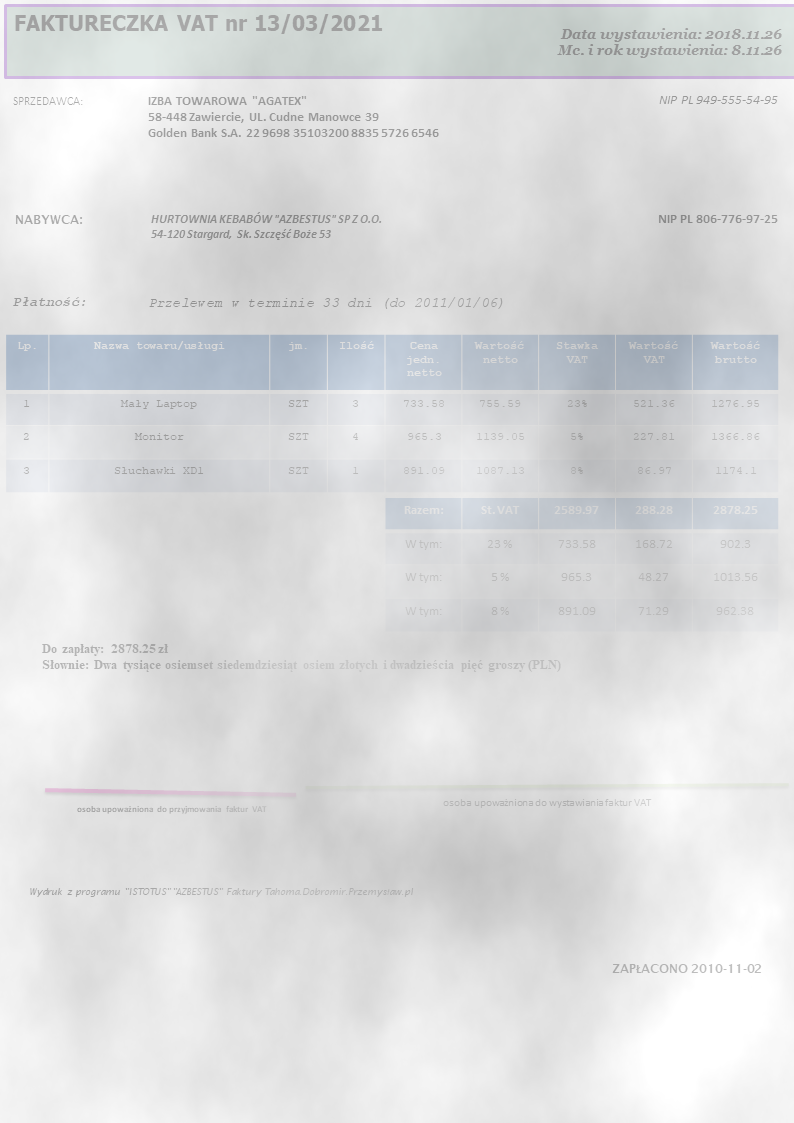 FAKTURECZKA VAT nr 13/03/2021
Data wystawienia: 2018.11.26
Mc. i rok wystawienia: 8.11.26
SPRZEDAWCA: IZBA TOWAROWA "AGATEX" NIP PL 949-555-54-95
58-448 Zawiercie, UL. Cudne Manowce 39
Golden Bank S.A. 22 9698 35103200 8835 5726 6546
NABYWCA: HURTOWNIA KEBABÓW "AZBESTUS" SP Z O.O. NIP PL 806-776-97-25
54-120 Stargard, Sk. Szczęść Boże 53
Płatność: Przelewem w terminie 33 dni (do 2011/01/06)
Lp. Nazwa towaru/usługi jm. Ilość Cena jedn. netto Wartość netto Stawka VAT Wartość VAT Wartość brutto
1 Mały Laptop SZT 3 733.58 755.59 23% 521.36 1276.95
2 Monitor SZT 4 965.3 1139.05 5% 227.81 1366.86
3 Słuchawki XD1 SZT 1 891.09 1087.13 8% 86.97 1174.1
Razem: St. VAT 2589.97 288.28 2878.25
W tym: 23 % 733.58 168.72 902.3
W tym: 5 % 965.3 48.27 1013.56
W tym: 8 % 891.09 71.29 962.38
Do zapłaty: 2878.25 zł
Słownie: Dwa tysiące osiemset siedemdziesiąt osiem złotych i dwadzieścia pięć groszy (PLN)
osoba upoważniona do przyjmowania faktur VAT
osoba upoważniona do wystawiania faktur VAT
Wydruk z programu "ISTOTUS" "AZBESTUS" Faktury Tahoma.Dobromir.Przemyslaw.pl
ZAPŁACONO 2010-11-02